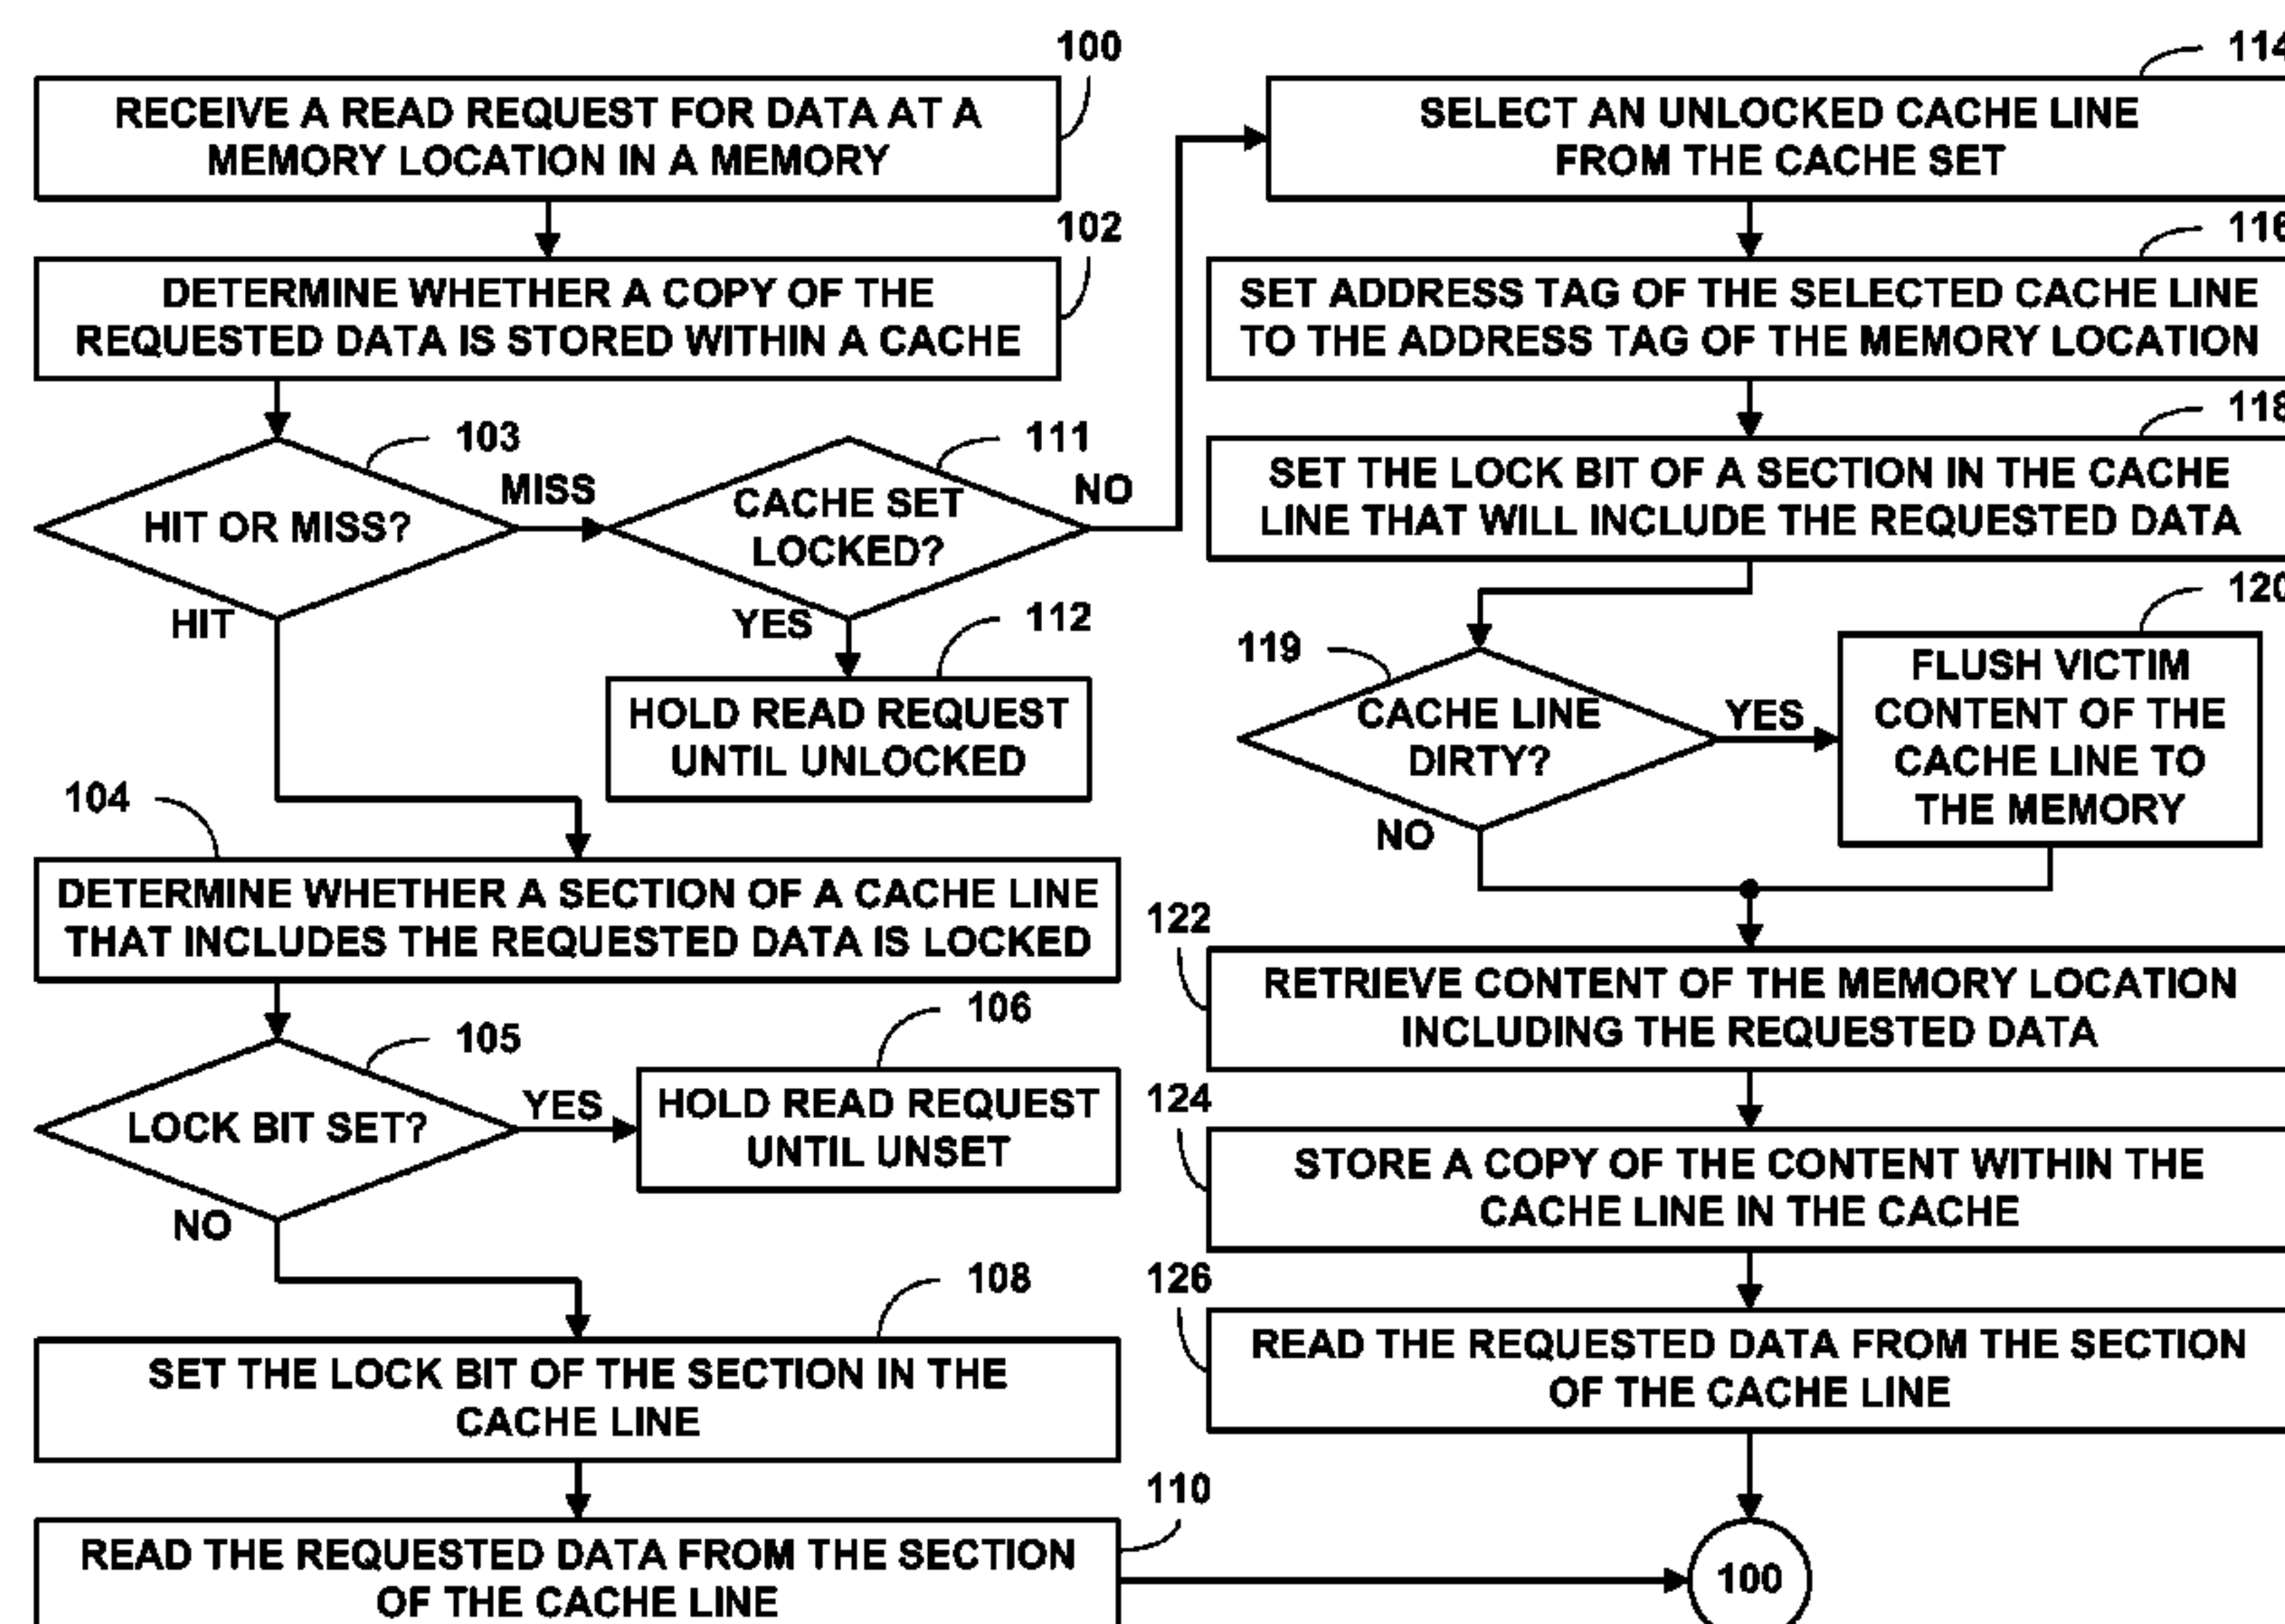 100
RECEIVE A READ REQUEST FOR DATA AT A
MEMORY LOCATION IN A MEMORY
102
DETERMINE WHETHER A COPY OF THE
REQUESTED DATA IS STORED WITHIN A CACHE
103
HIT OR MISS?
MISS
HIT
111
CACHE SET
LOCKED?
NO
YES
112
HOLD READ REQUEST
UNTIL UNLOCKED
104
DETERMINE WHETHER A SECTION OF A CACHE LINE
THAT INCLUDES THE REQUESTED DATA IS LOCKED
105
LOCK BIT SET?
YES
NO
106
HOLD READ REQUEST
UNTIL UNSET
108
SET THE LOCK BIT OF THE SECTION IN THE
CACHE LINE
110
READ THE REQUESTED DATA FROM THE SECTION
OF THE CACHE LINE
114
SELECT AN UNLOCKED CACHE LINE
FROM THE CACHE SET
116
SET ADDRESS TAG OF THE SELECTED CACHE LINE
TO THE ADDRESS TAG OF THE MEMORY LOCATION
118
SET THE LOCK BIT OF A SECTION IN THE CACHE
LINE THAT WILL INCLUDE THE REQUESTED DATA
119
CACHE LINE
DIRTY?
YES
NO
120
FLUSH VICTIM
CONTENT OF THE
CACHE LINE TO
THE MEMORY
122
RETRIEVE CONTENT OF THE MEMORY LOCATION
INCLUDING THE REQUESTED DATA
124
STORE A COPY OF THE CONTENT WITHIN THE
CACHE LINE IN THE CACHE
126
READ THE REQUESTED DATA FROM THE SECTION
OF THE CACHE LINE
100